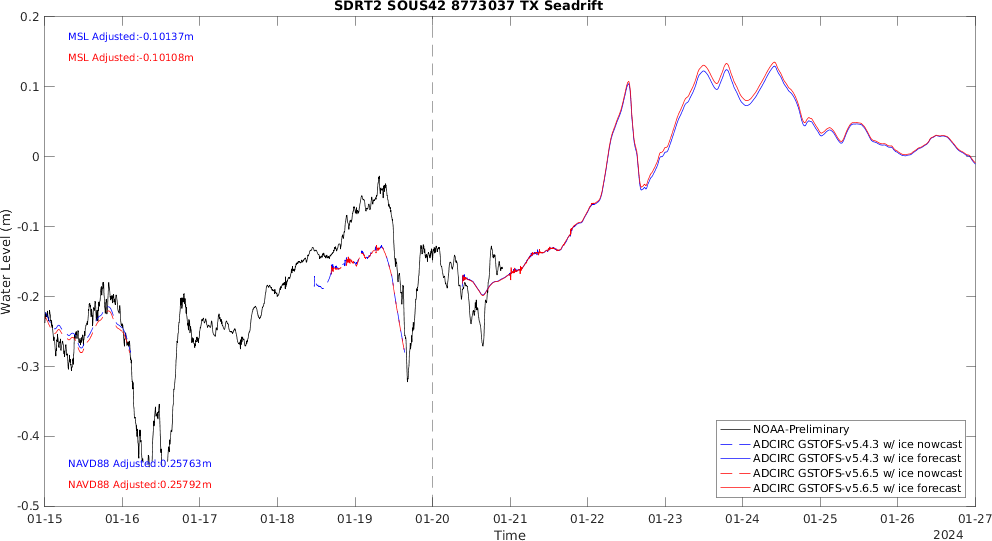 SDRT2 SOUS42 8773037 TX Seadrift
MSL Adjusted:-0.10137m
MSL Adjusted:-0.10108m
0.2
0.1
0
-0.1
-0.2
-0.3
-0.4
-0.5
Water Level (m)
NAVD88 Adjusted:0.25763m
NAVD88 Adjusted:0.25792m
NOAA-Preliminary
ADCIRC GSTOFS-v5.4.3 w/ ice nowcast
ADCIRC GSTOFS-v5.4.3 w/ ice forecast
ADCIRC GSTOFS-v5.6.5 w/ ice nowcast
ADCIRC GSTOFS-v5.6.5 w/ ice forecast
01-15 01-16 01-17 01-18 01-19 01-20 01-21 01-22 01-23 01-24 01-25 01-26 01-27
Time
2024